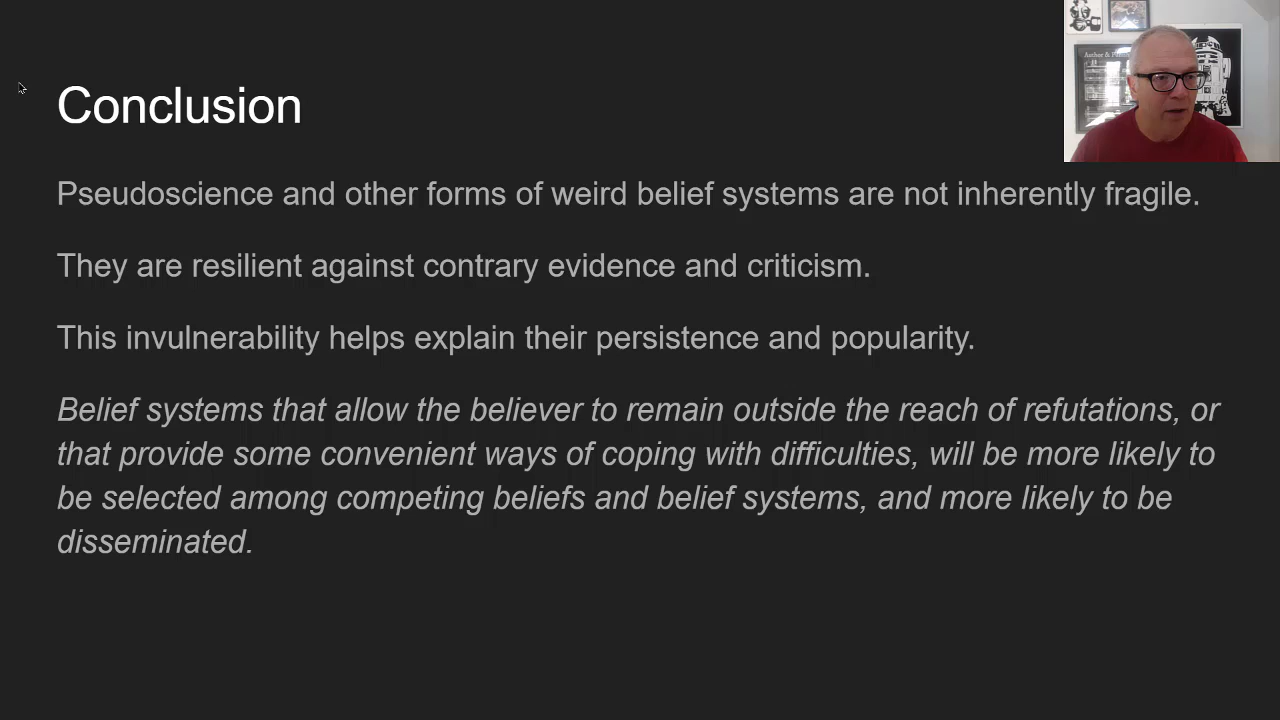 Conclusion
Pseudoscience and other forms of weird belief systems are not inherently fragile.
They are resilient against contrary evidence and criticism.
This invulnerability helps explain their persistence and popularity.
Belief systems that allow the believer to remain outside the reach of refutations, or
that provide some convenient ways of coping with difficulties, will be more likely to
be selected among competing beliefs and belief systems, and more likely to be
disseminated.